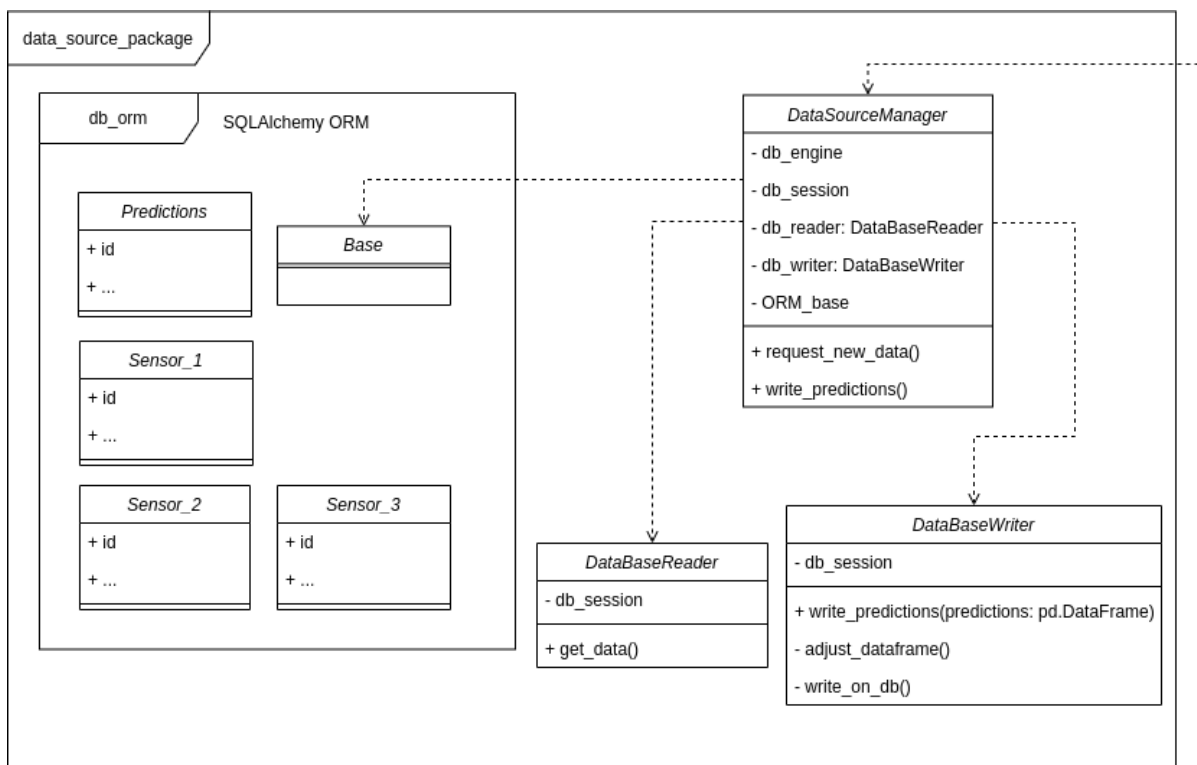 data_source_package
db_orm
SQLAlchemy ORM
Predictions
+ id
+ ...
Base
Sensor_1
+ id
+ ...
Sensor_2
+ id
+ ...
Sensor_3
+ id
+ ...
DataSourceManager
- db_engine
- db_session
- db_reader: DataBaseReader
- db_writer: DataBaseWriter
- ORM_base
+ request_new_data()
+ write_predictions()
DataBaseReader
- db_session
+ get_data()
DataBaseWriter
- db_session
+ write_predictions(predictions: pd.DataFrame)
- adjust_dataframe()
- write_on_db()